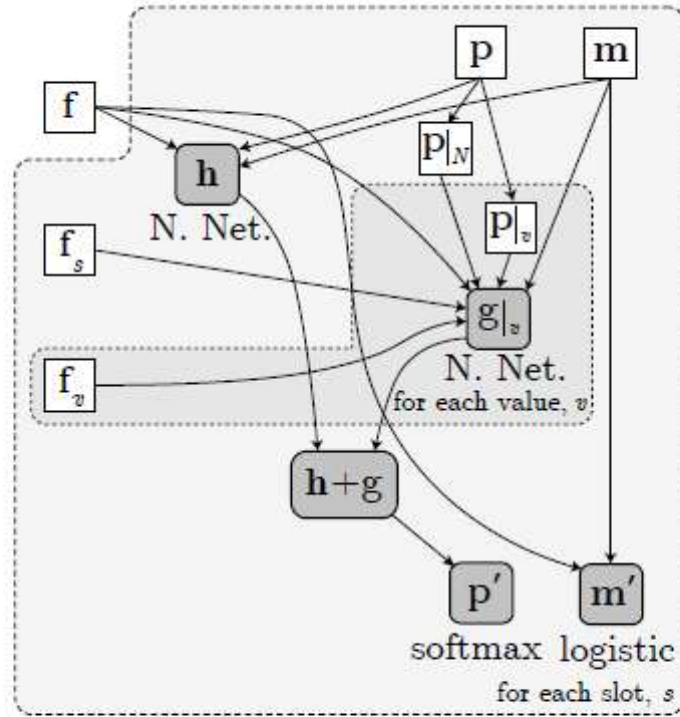 p m
f
p|N
h
N. Net.
p|v
fs
g|v
N. Net.
fv
for each value, v
h+g
p′ m′
softmax logistic
for each slot, s